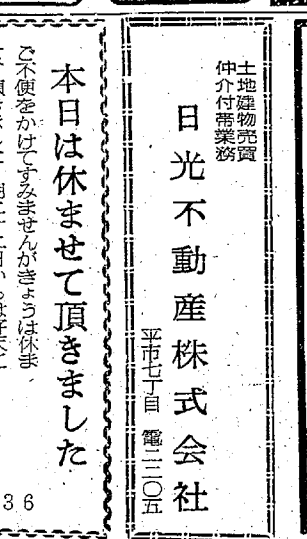 土地建物売買
仲介付帯業務
日光不動産株式会社
平市七丁目 電二二〇五
本日は休ませて頂きました
ご不便をかけてすみませんがきょうは休ま
36